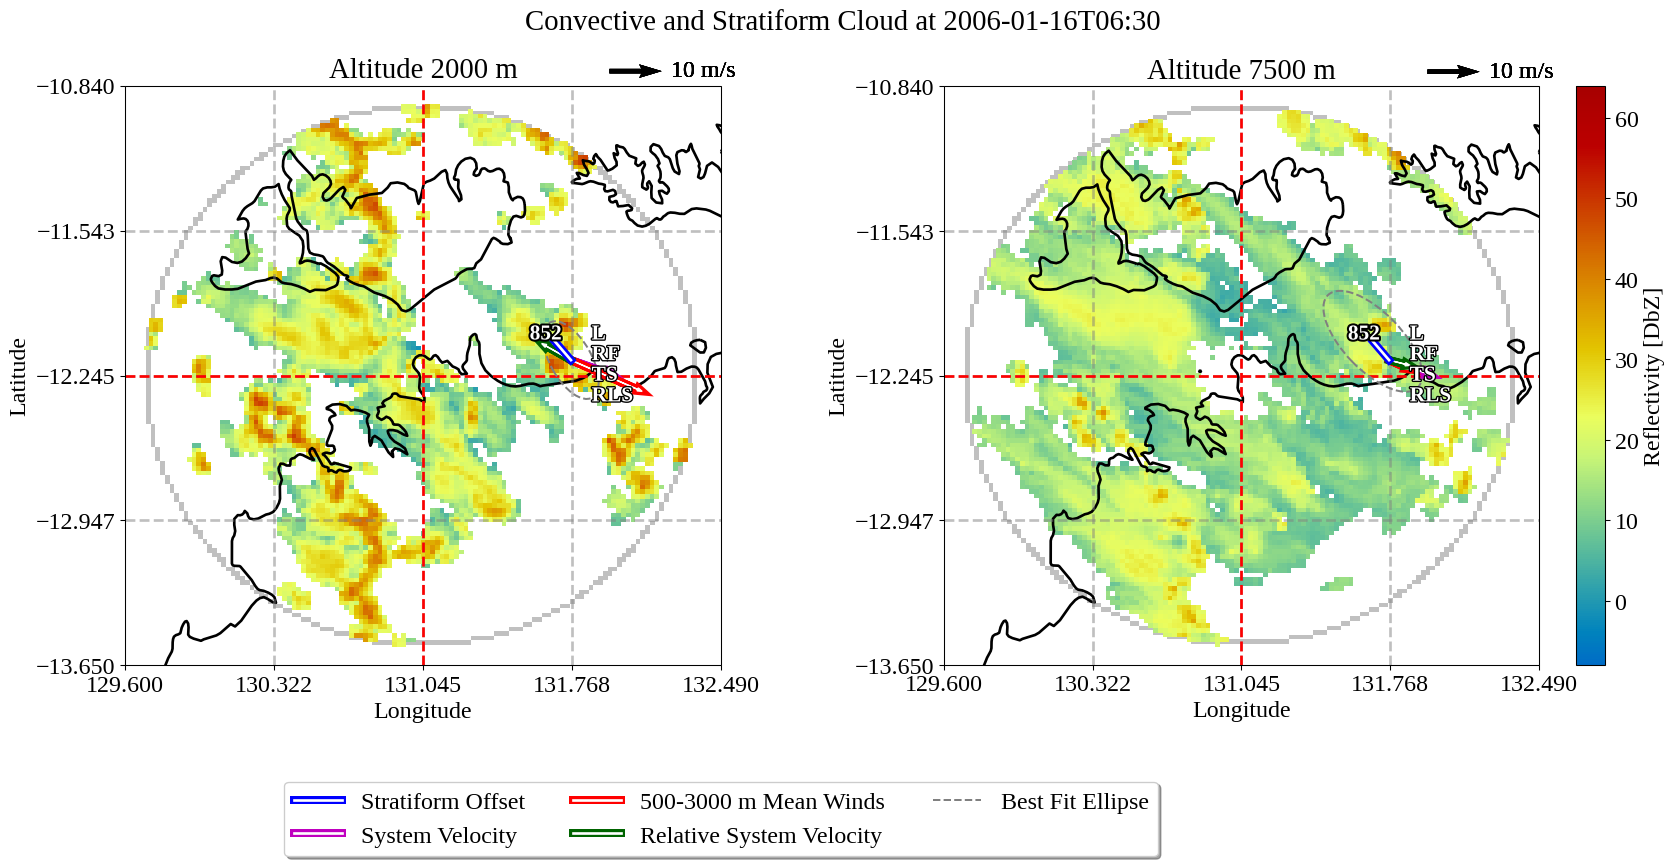 Convective and Stratiform Cloud at 2006-01-16T06:30
Altitude 2000 m
10 m/s
−10.840
−11.543
−12.245
−12.947
−13.650
Latitude
129.600 130.322 131.045 131.768 132.490
Longitude
852
L
RF
TS
RLS
Altitude 7500 m
10 m/s
−10.840
−11.543
−12.245
−12.947
−13.650
Latitude
129.600 130.322 131.045 131.768 132.490
Longitude
852
L
RF
TS
RLS
60
50
40
30
20
10
0
Reflectivity [DbZ]
Stratiform Offset
System Velocity
500-3000 m Mean Winds
Relative System Velocity
Best Fit Ellipse